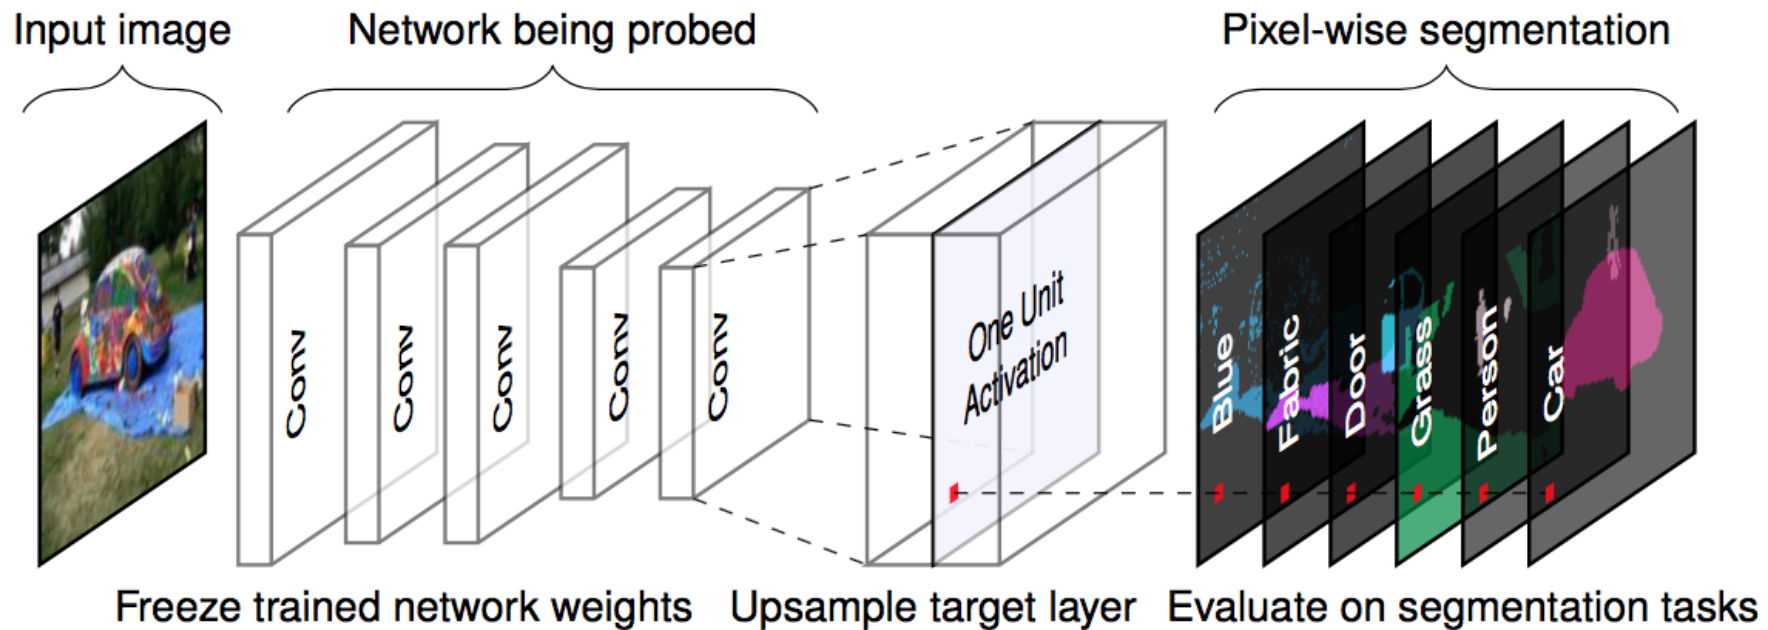 Input image
Network being probed
Pixel-wise segmentation
Conv
Conv
Conv
Conv
Conv
One Unit
Activation
Blue
Fabric
Door
Grass
Person
Car
Freeze trained network weights
Upsample target layer
Evaluate on segmentation tasks